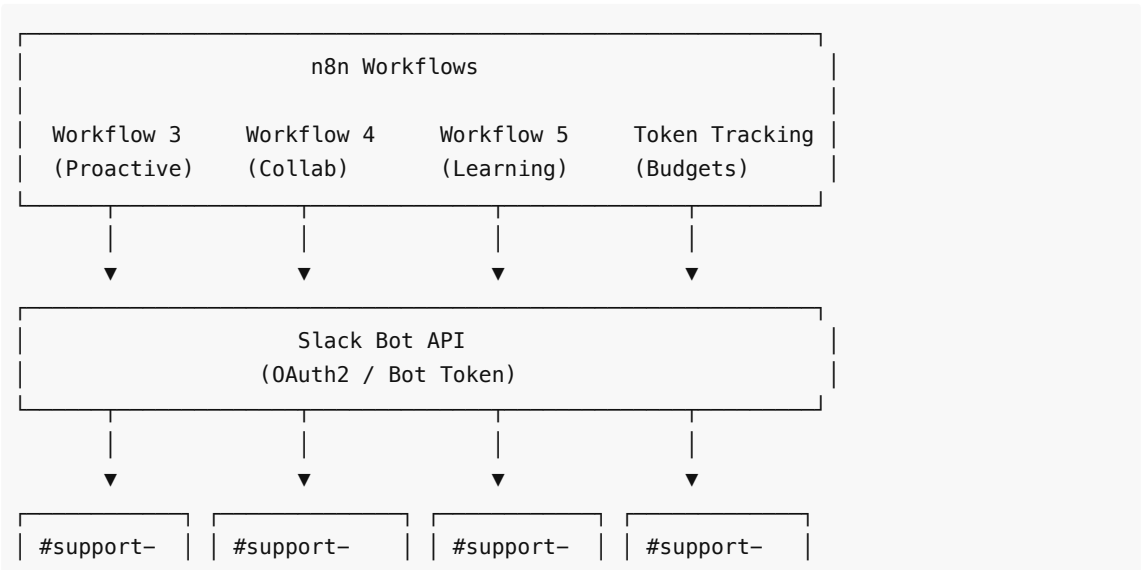 n8n Workflows
Workflow 3 Workflow 4 Workflow 5 Token Tracking
(Proactive) (Collab) (Learning) (Budgets)
Slack Bot API
(OAuth2 / Bot Token)
#support- #support- #support- #support-